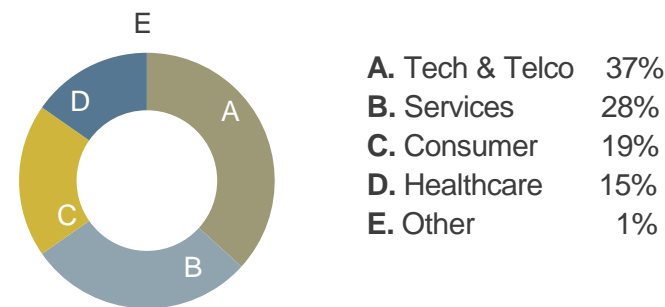 E
A
B
C
D
A. Tech & Telco 37%
B. Services 28%
C. Consumer 19%
D. Healthcare 15%
E. Other 1%